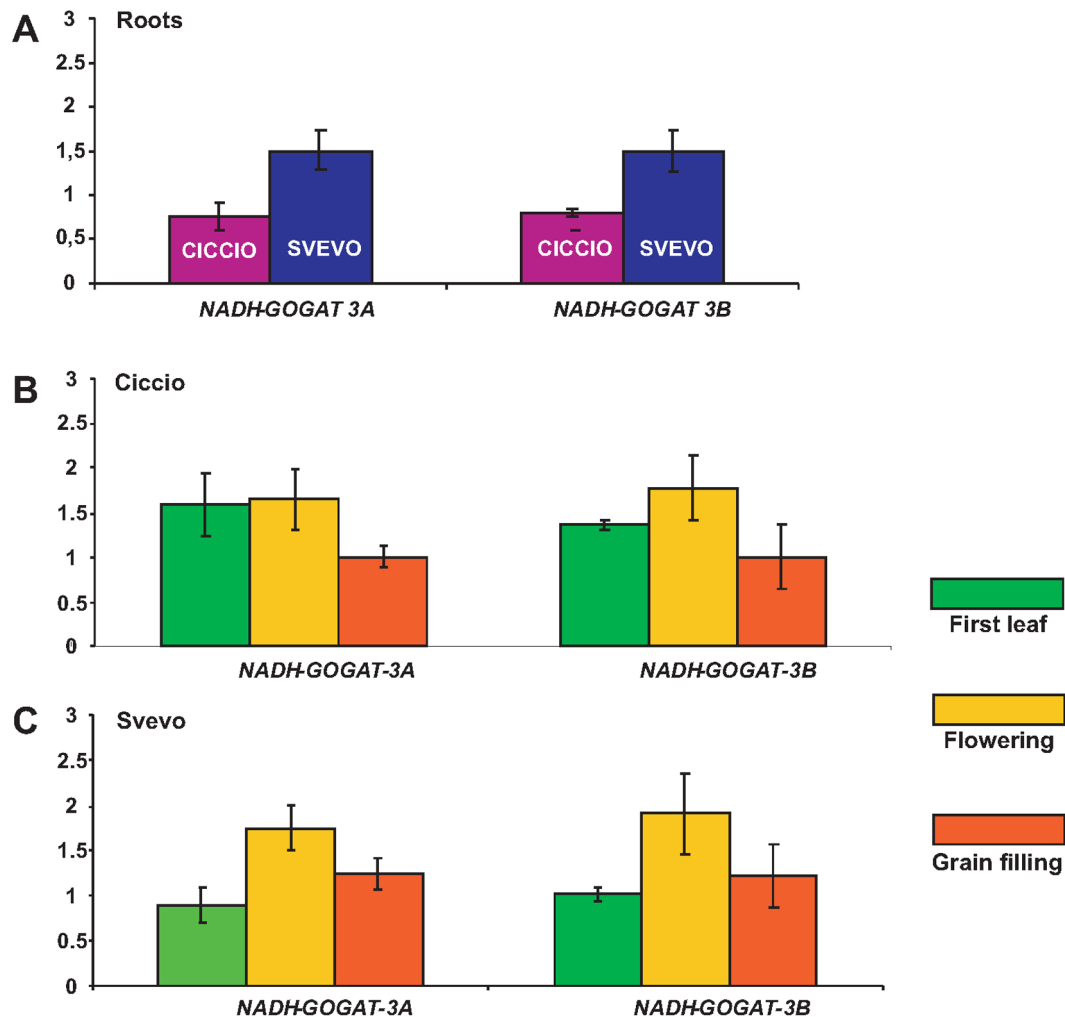 A Roots
3
2.5
2
1,5
1
0,5
0
CICCIO SVEVO CICCIO SVEVO
NADH-GOGAT 3A NADH-GOGAT 3B
B Ciccio
3
2.5
2
1.5
1
0.5
0
NADH-GOGAT-3A NADH-GOGAT-3B
C Svevo
3
2.5
2
1.5
1
0.5
0
NADH-GOGAT-3A NADH-GOGAT-3B
First leaf
Flowering
Grain filling